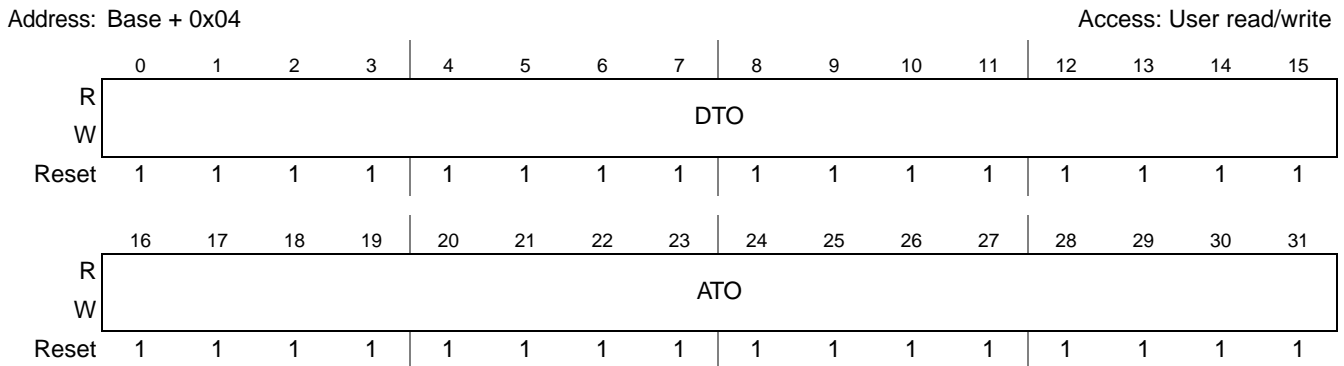 Address: Base + 0x04 Access: User read/write
0 1 2 3 4 5 6 7 8 9 10 11 12 13 14 15
R
DTO
W
Reset 1 1 1 1 1 1 1 1 1 1 1 1 1 1 1 1
16 17 18 19 20 21 22 23 24 25 26 27 28 29 30 31
R
ATO
W
Reset 1 1 1 1 1 1 1 1 1 1 1 1 1 1 1 1